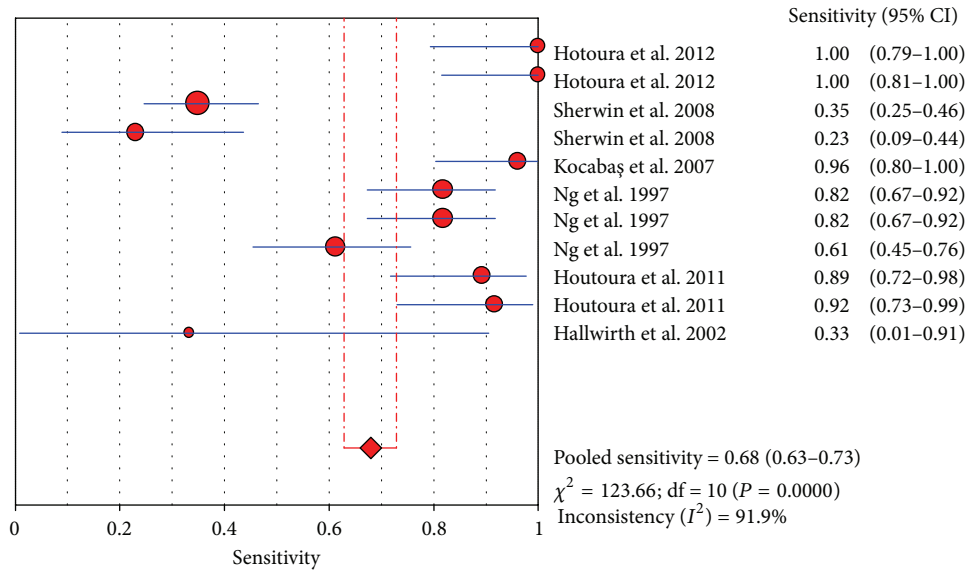 Sensitivity (95% CI)
Hotoura et al. 2012 1.00 (0.79–1.00)
Hotoura et al. 2012 1.00 (0.81–1.00)
Sherwin et al. 2008 0.35 (0.25–0.46)
Sherwin et al. 2008 0.23 (0.09–0.44)
Kocabaş et al. 2007 0.96 (0.80–1.00)
Ng et al. 1997 0.82 (0.67–0.92)
Ng et al. 1997 0.82 (0.67–0.92)
Ng et al. 1997 0.61 (0.45–0.76)
Houtoura et al. 2011 0.89 (0.72–0.98)
Houtoura et al. 2011 0.92 (0.73–0.99)
Hallwirth et al. 2002 0.33 (0.01–0.91)
Pooled sensitivity = 0.68 (0.63–0.73)
χ² = 123.66; df = 10 (P = 0.0000)
Inconsistency (I²) = 91.9%
0 0.2 0.4 0.6 0.8 1
Sensitivity